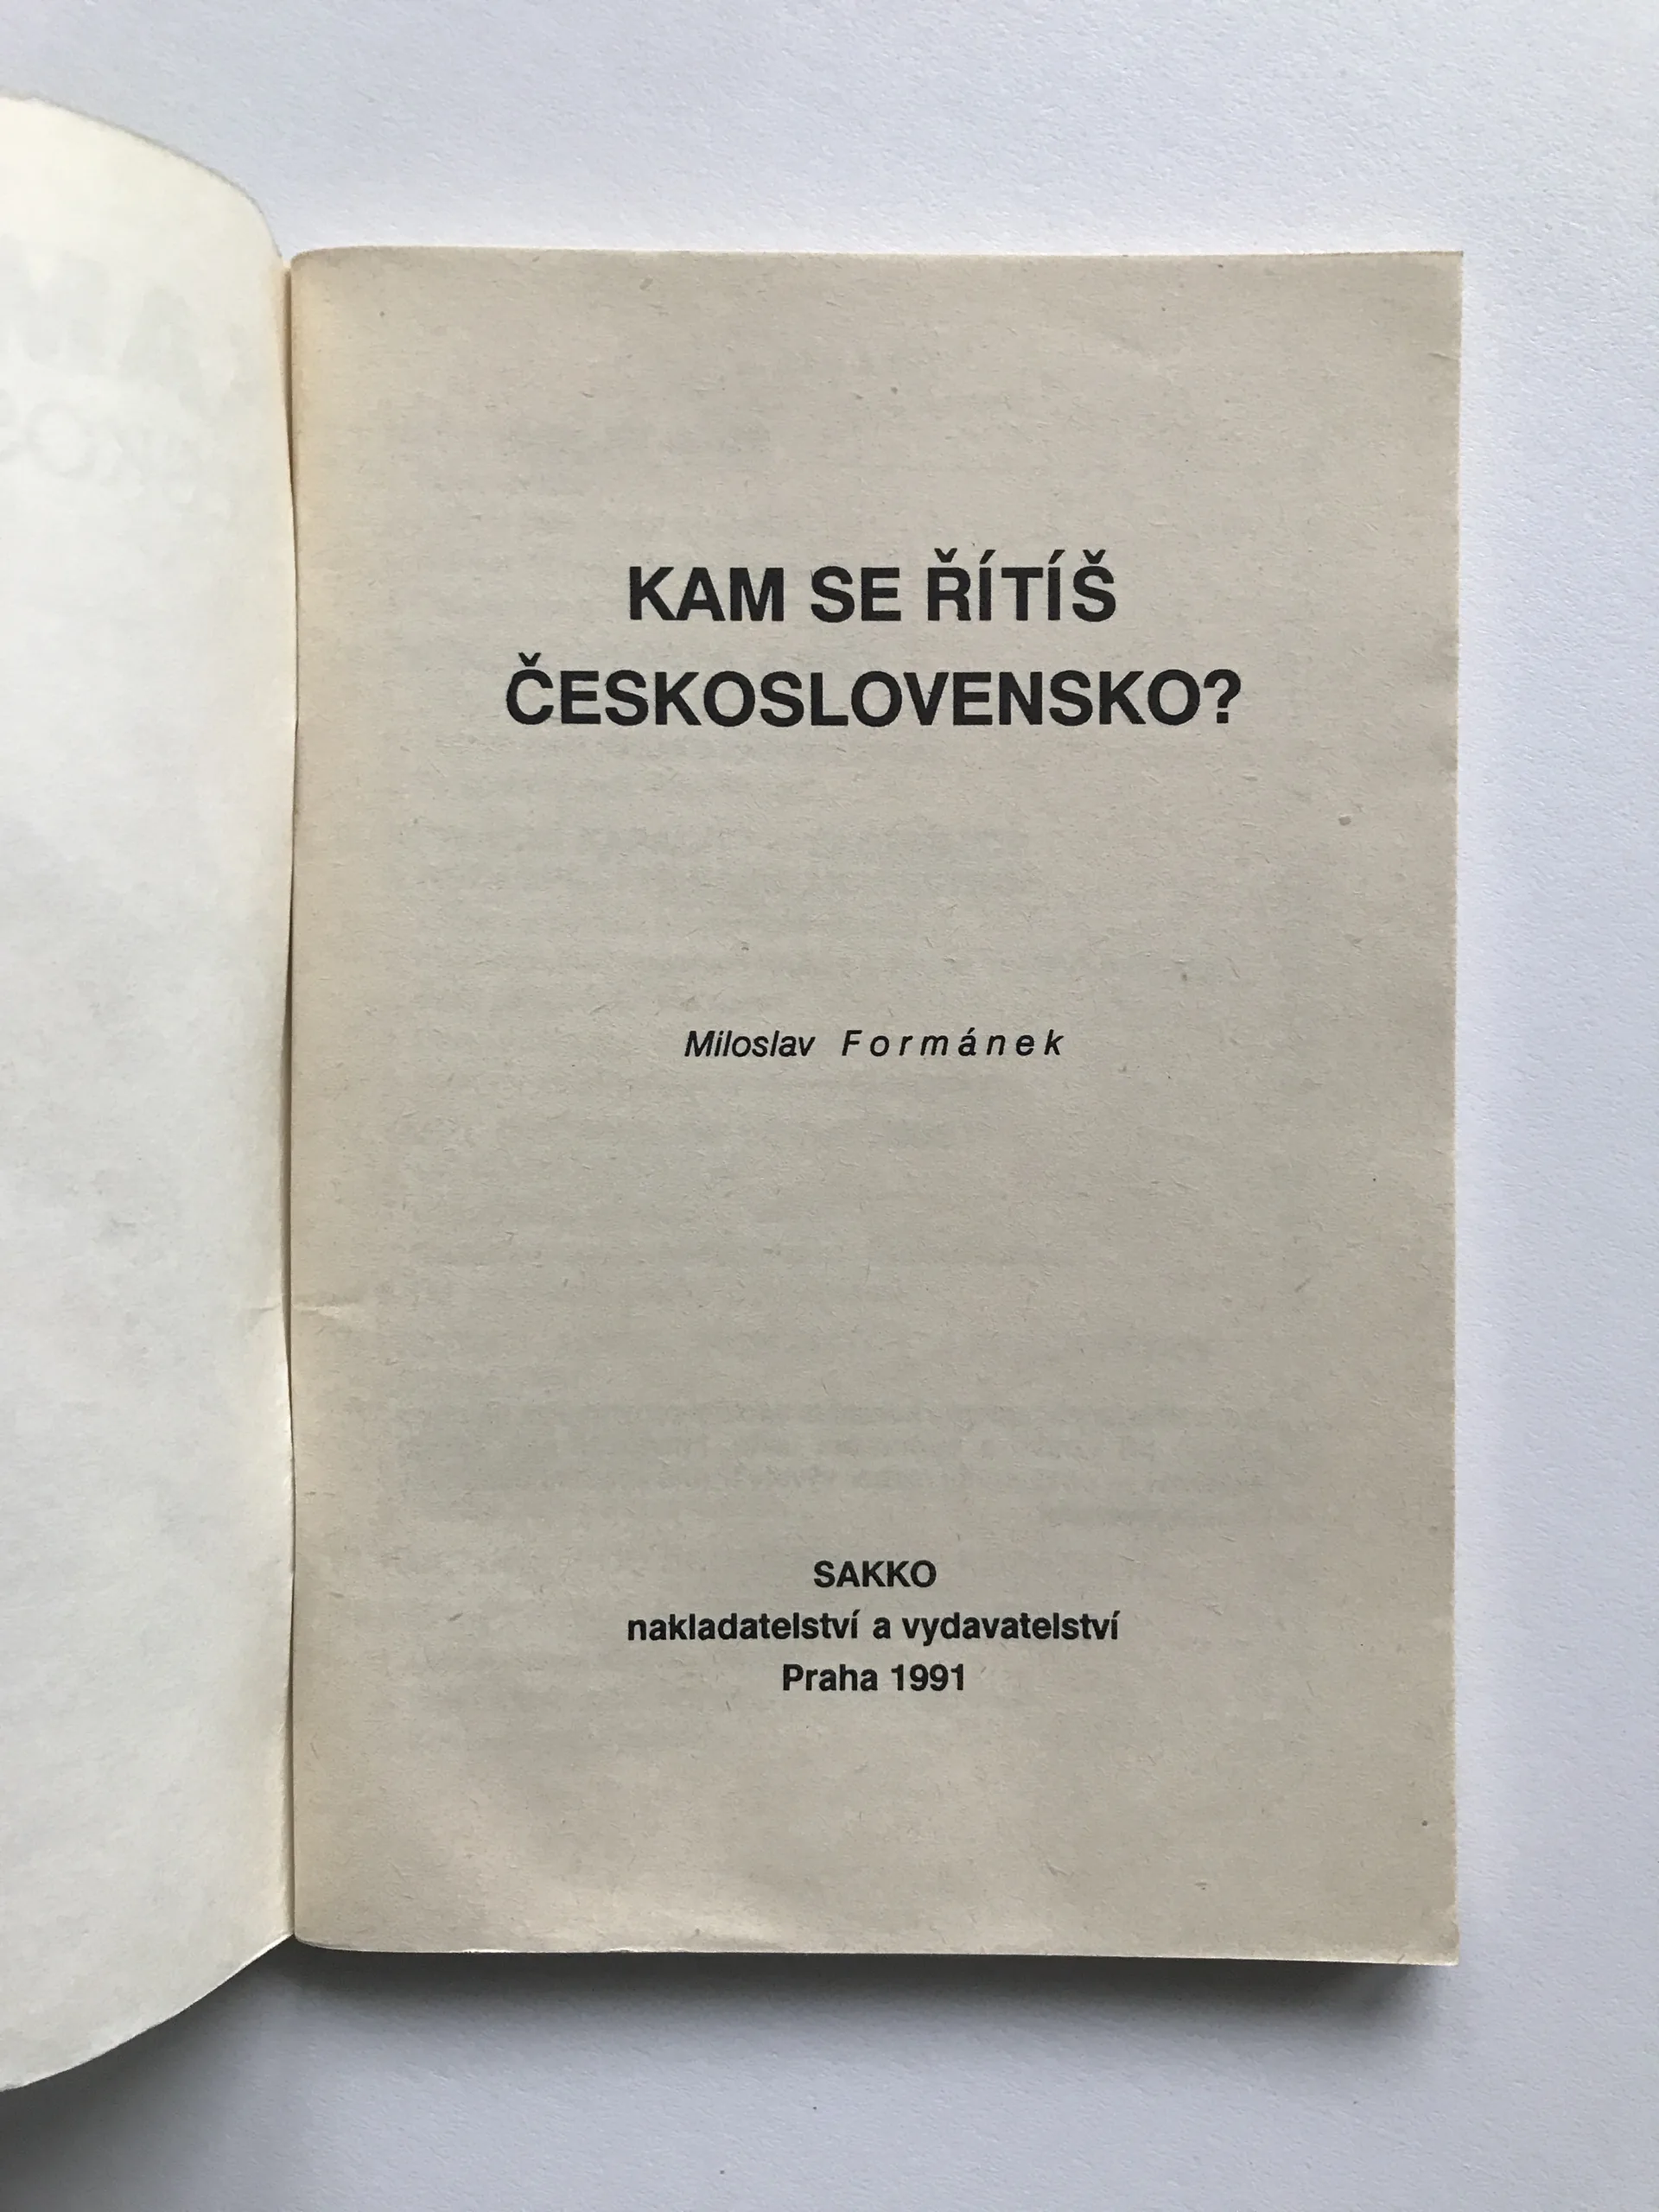 KAM SE ŘÍTÍŠ
ČESKOSLOVENSKO?
Miloslav Formánek
SAKKO
nakladatelství a vydavatelství
Praha 1991